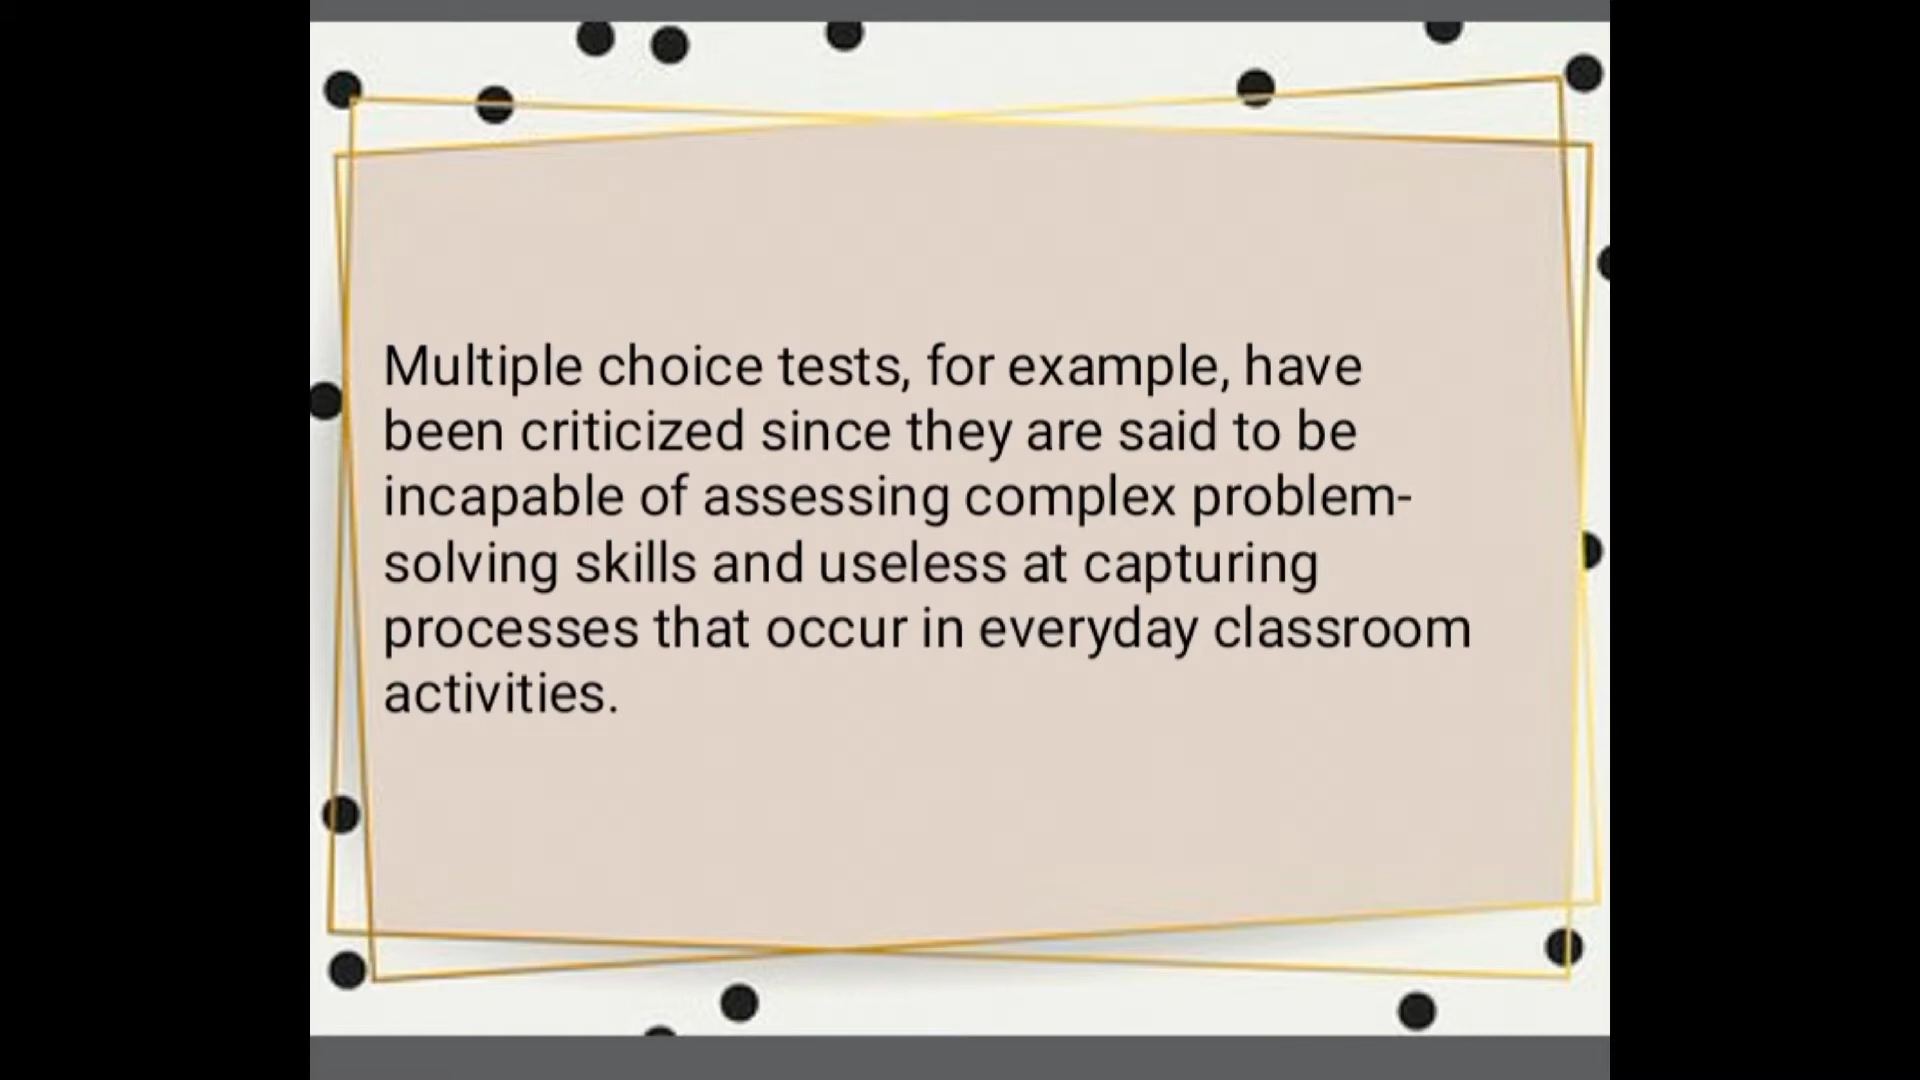 Multiple choice tests, for example, have
been criticized since they are said to be
incapable of assessing complex problem-
solving skills and useless at capturing
processes that occur in everyday classroom
activities.